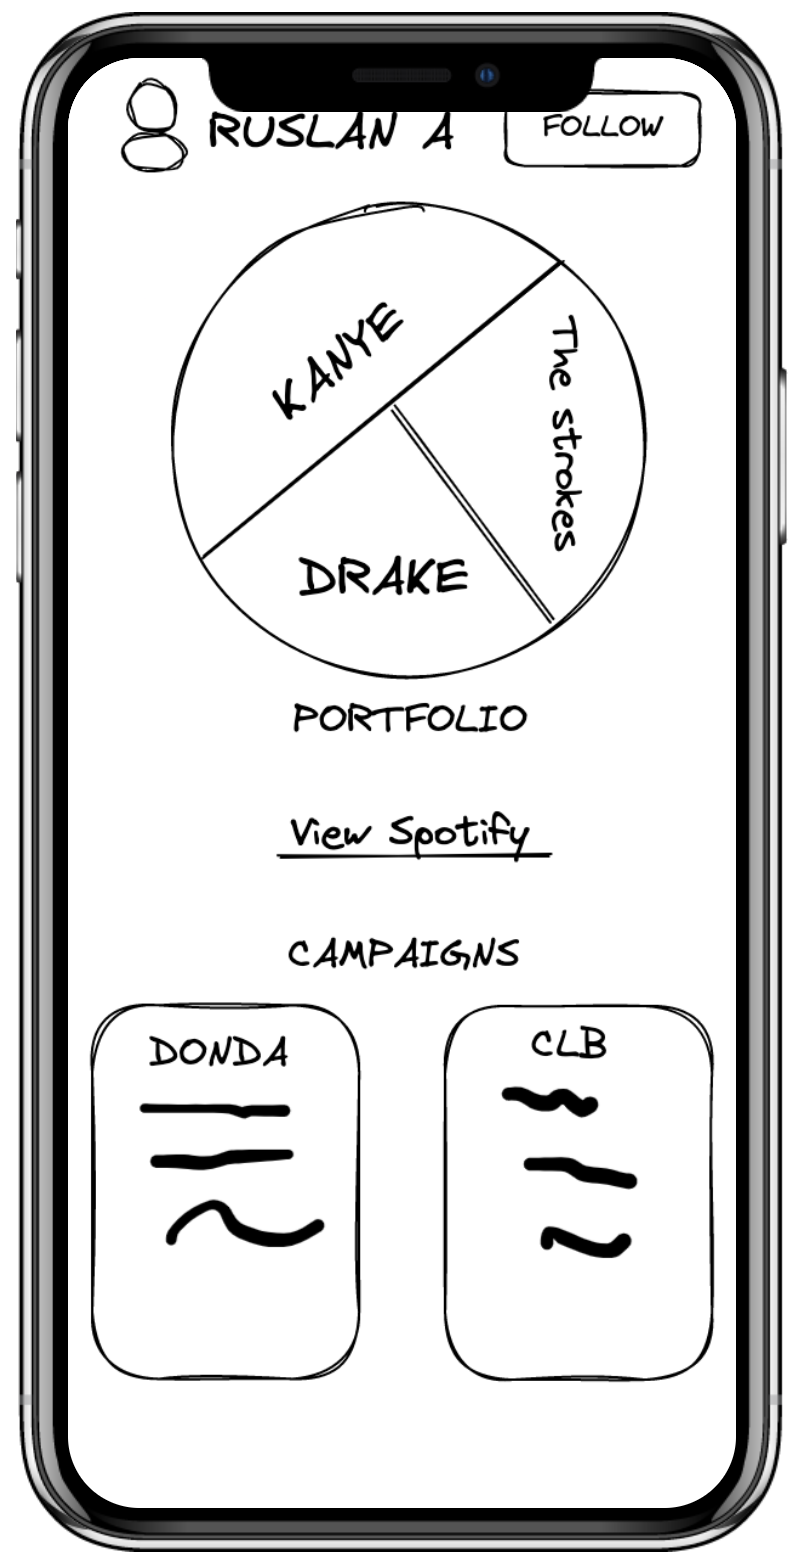 RUSLAN A
FOLLOW
KANYE
The strokes
DRAKE
PORTFOLIO
View Spotify
CAMPAIGNS
DONDA
CLB